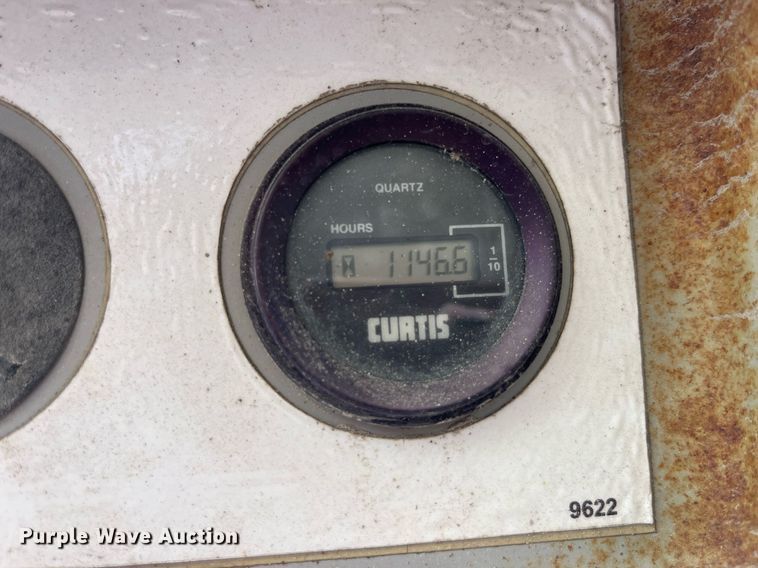 QUARTZ
HOURS
1146.6
1
10
CURTIS
9622
Purple Wave Auction